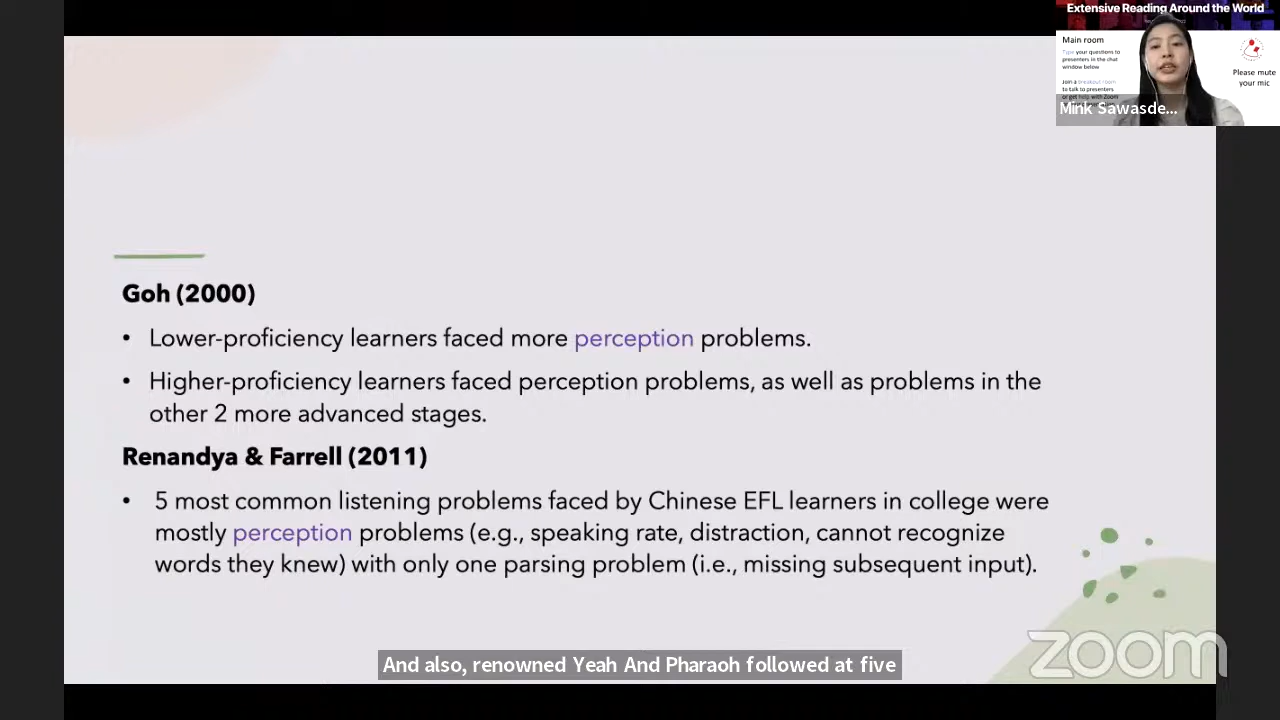 Extensive Reading Around the World
Main room
Type your questions to
presenters in the chat
window below
Join a breakout room
to talk to presenters
or get help with Zoom
Please mute
your mic
Mink Sawasde...
Goh (2000)
• Lower-proficiency learners faced more perception problems.
• Higher-proficiency learners faced perception problems, as well as problems in the
other 2 more advanced stages.
Renandya & Farrell (2011)
• 5 most common listening problems faced by Chinese EFL learners in college were
mostly perception problems (e.g., speaking rate, distraction, cannot recognize
words they knew) with only one parsing problem (i.e., missing subsequent input).
zoom
And also, renowned Yeah And Pharaoh followed at five